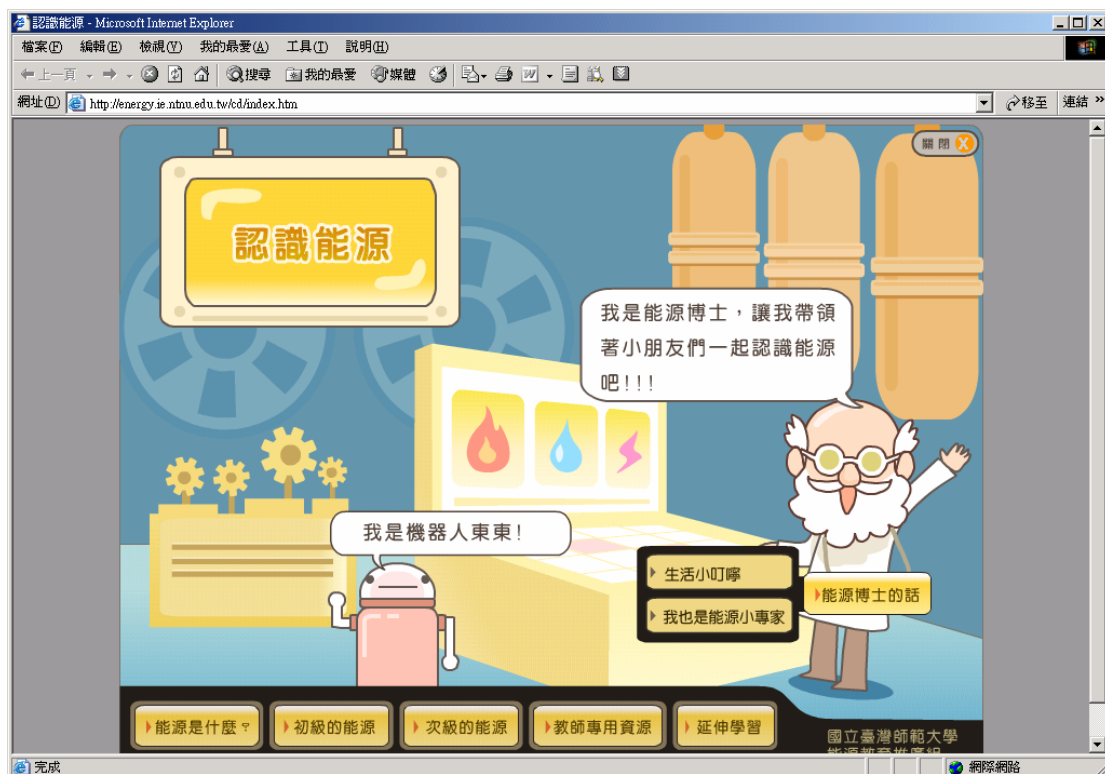 認識能源 - Microsoft Internet Explorer
檔案(F) 編輯(E) 檢視(V) 我的最愛(A) 工具(T) 說明(H)
上一頁 搜尋 我的最愛 媒體
網址(D) http://energy.ie.ntnu.edu.tw/cd/index.htm 移至 連結 »
關閉 X
認識能源
我是能源博士，讓我帶領
著小朋友們一起認識能源
吧!!!
我是機器人東東!
生活小叮嚀
我也是能源小專家
能源博士的話
能源是什麼？ 初級的能源 次級的能源 教師專用資源 延伸學習
國立臺灣師範大學
能源教育推廣組
完成 網際網路